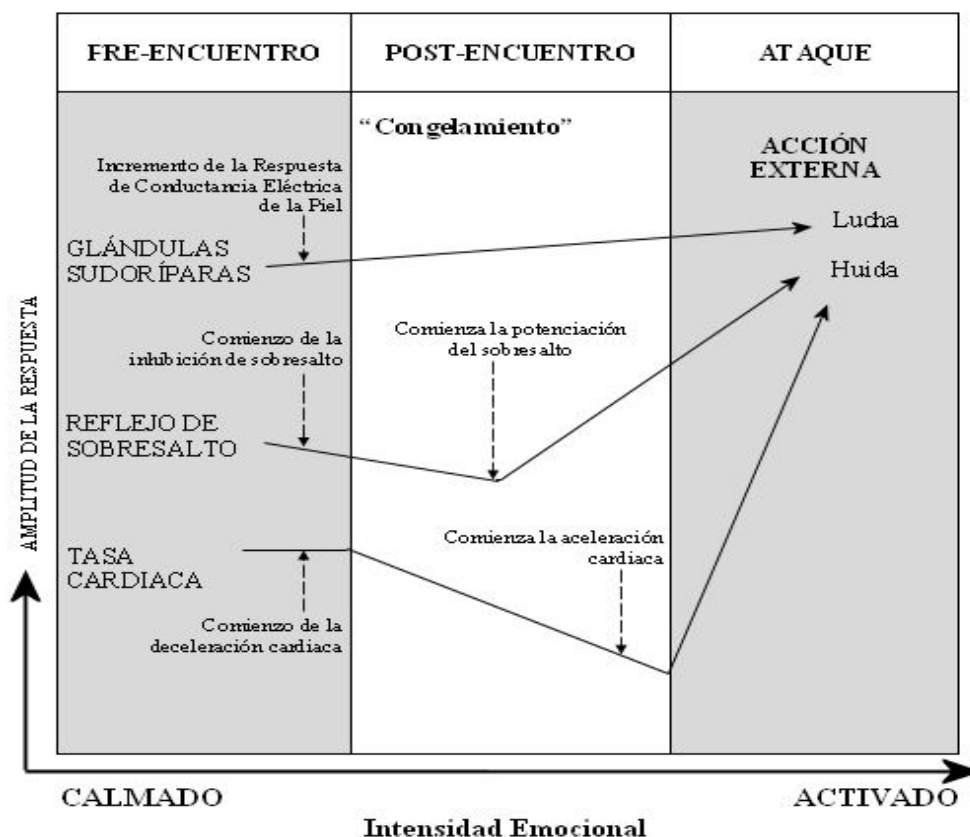 FRE-ENCUENTRO
POST-ENCUENTRO
ATAQUE
“Congelamiento”
ACCIÓN
EXTERNA
Incremento de la Respuesta
de Conductancia Eléctrica
de la Piel
Lucha
GLÁNDULAS
SUDORÍPARAS
Huida
Comienzo de la
inhibición de sobresalto
Comienza la potenciación
del sobresalto
REFLEJO DE
SOBRESALTO
AMPLITUD DE LA RESPUESTA
Comienza la aceleración
cardiaca
TASA
CARDIACA
Comienzo de la
deceleración cardiaca
CALMADO
ACTIVADO
Intensidad Emocional